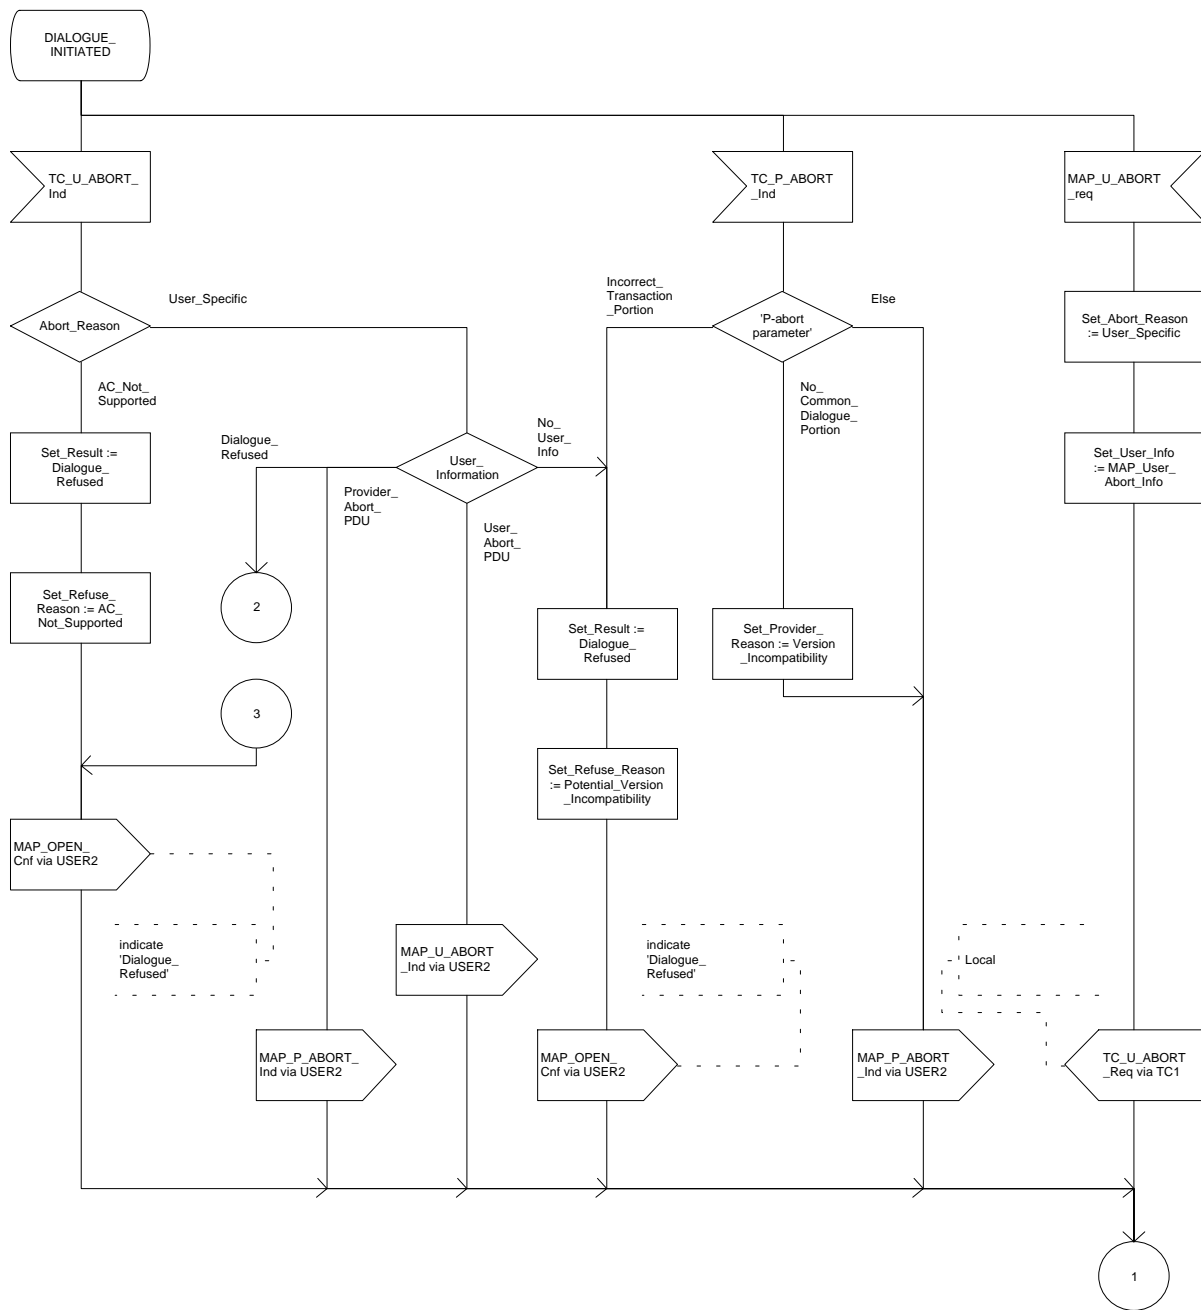 DIALOGUE_
INITIATED
TC_U_ABORT_
Ind
TC_P_ABORT
_Ind
MAP_U_ABORT
_req
Abort_Reason
User_Specific
Incorrect_
Transaction
_Portion
'P-abort
parameter'
Else
Set_Abort_Reason
:= User_Specific
AC_Not_
Supported
No_
Common_
Dialogue_
Portion
Set_Result :=
Dialogue_
Refused
Dialogue_
Refused
Provider_
Abort_
PDU
User_
Information
No_
User_
Info
User_
Abort_
PDU
Set_User_Info
:= MAP_User_
Abort_Info
Set_Refuse_
Reason := AC_
Not_Supported
2
Set_Result :=
Dialogue_
Refused
Set_Provider_
Reason := Version
_Incompatibility
3
Set_Refuse_Reason
:= Potential_Version
_Incompatibility
MAP_OPEN_
Cnf via USER2
indicate
'Dialogue_
Refused'
MAP_U_ABORT
_Ind via USER2
indicate
'Dialogue_
Refused'
Local
MAP_P_ABORT_
Ind via USER2
MAP_OPEN_
Cnf via USER2
MAP_P_ABORT
_Ind via USER2
TC_U_ABORT
_Req via TC1
1